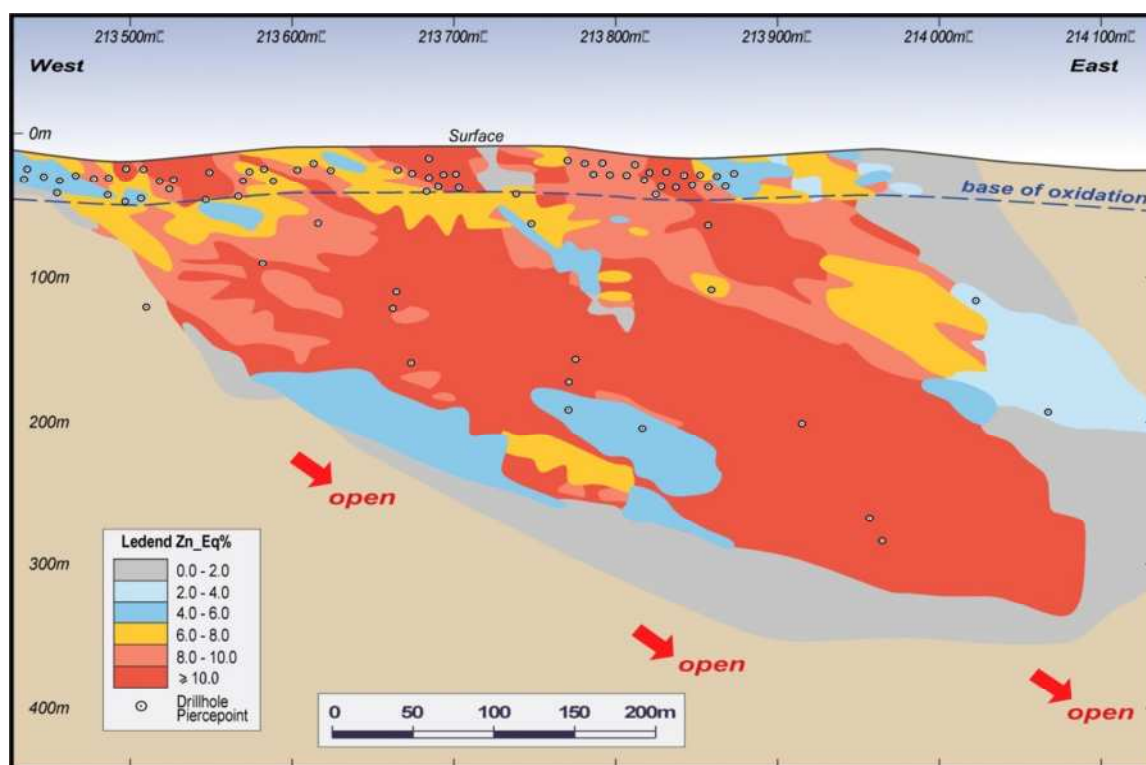 213 500mE 213 600mE 213 700mE 213 800mE 213 900mE 214 000mE 214 100mE
West East
0m
Surface
base of oxidation
100m
200m
open
300m
open
400m
open
Ledend Zn_Eq%
0.0 - 2.0
2.0 - 4.0
4.0 - 6.0
6.0 - 8.0
8.0 - 10.0
⩾ 10.0
Drillhole
Piercepoint
0 50 100 150 200m